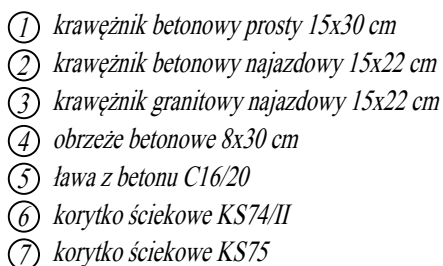 1 krawężnik betonowy prosty 15x30 cm
2 krawężnik betonowy najazdowy 15x22 cm
3 krawężnik granitowy najazdowy 15x22 cm
4 obrzeże betonowe 8x30 cm
5 ława z betonu C16/20
6 korytko ściekowe KS74/II
7 korytko ściekowe KS75